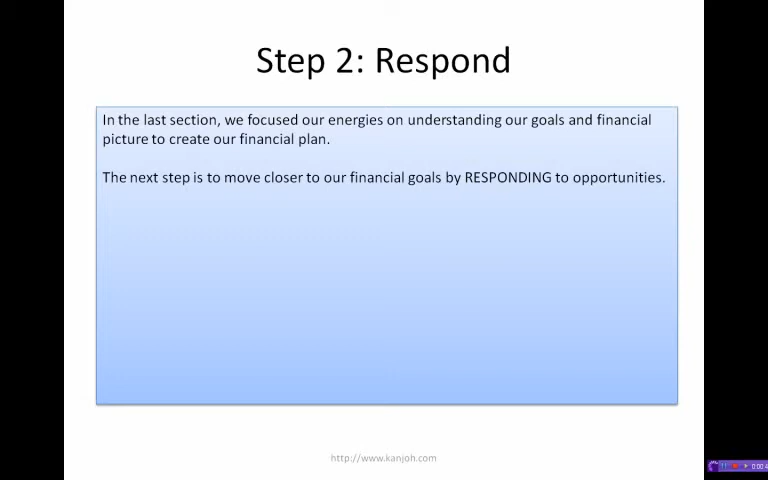 Step 2: Respond
In the last section, we focused our energies on understanding our goals and financial
picture to create our financial plan.
The next step is to move closer to our financial goals by RESPONDING to opportunities.
http://www.kanjoh.com